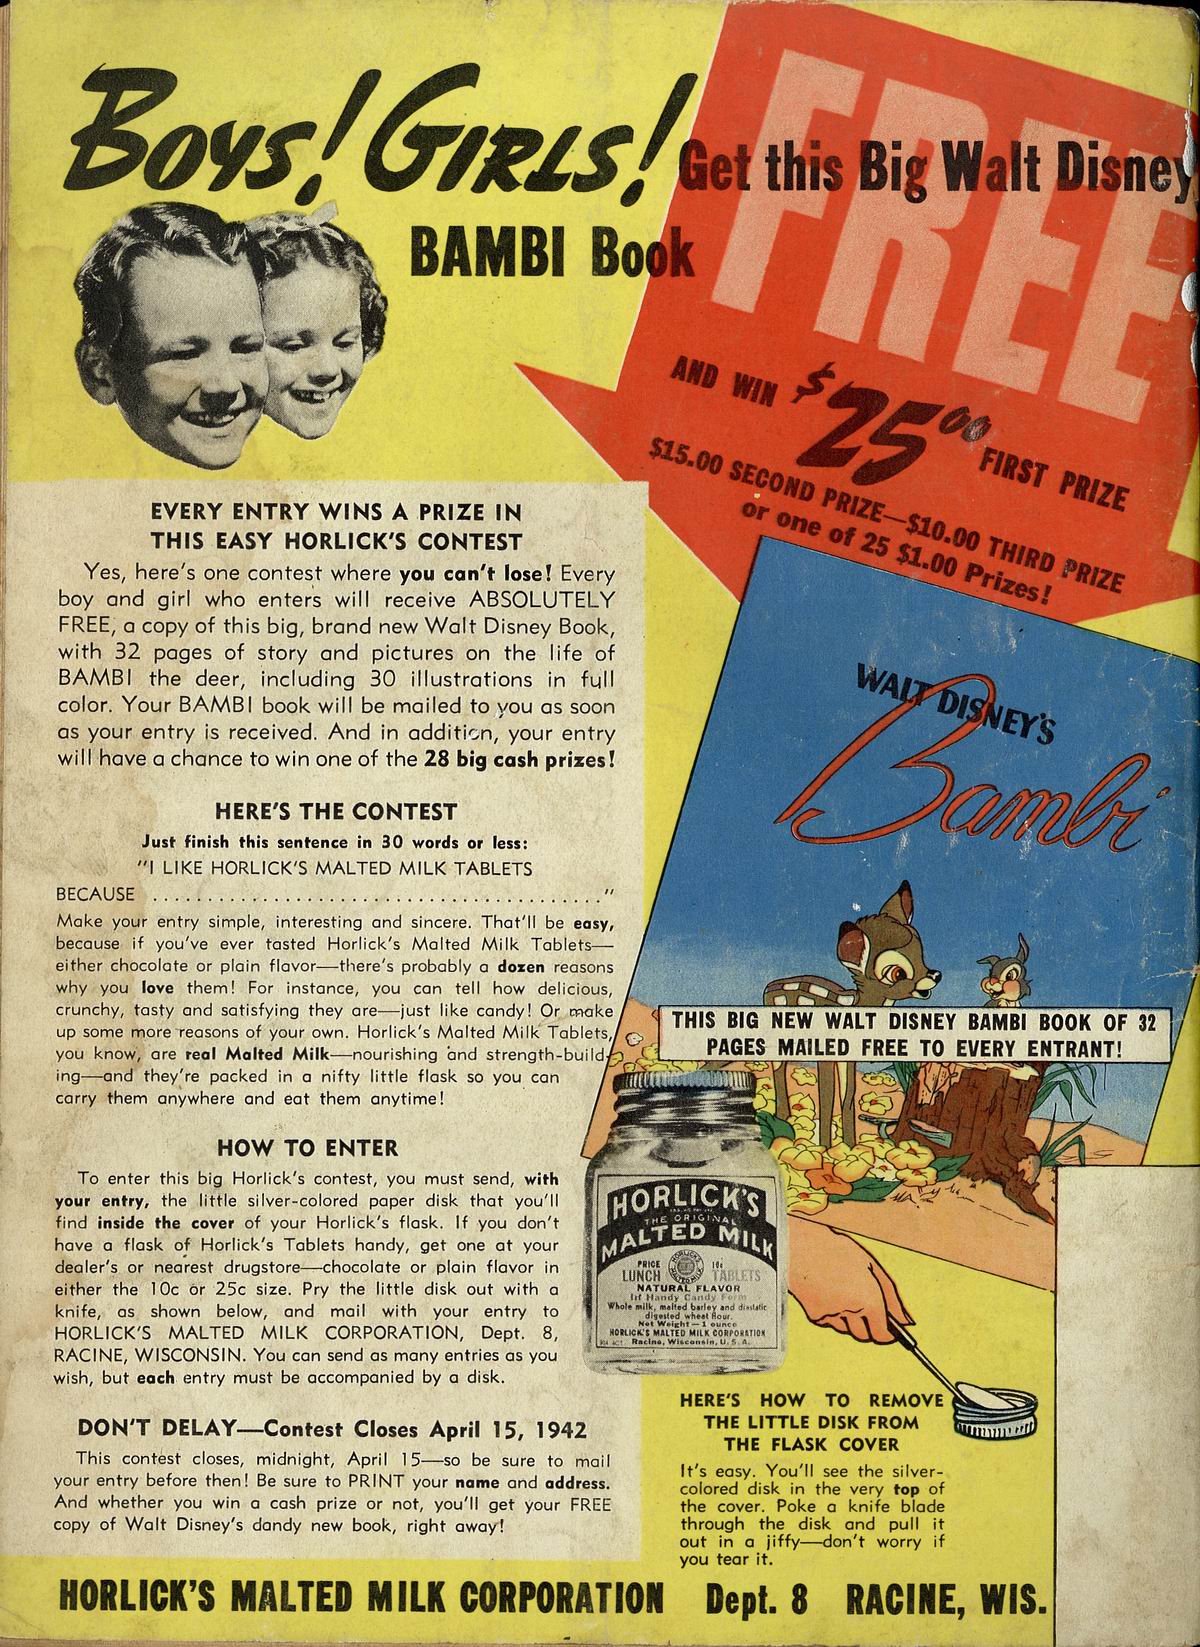 BOYS! GIRLS! Get this Big Walt Disney
BAMBI Book
FREE
AND WIN $25.00 FIRST PRIZE
$15.00 SECOND PRIZE—$10.00 THIRD PRIZE
or one of 25 $1.00 Prizes!
EVERY ENTRY WINS A PRIZE IN
THIS EASY HORLICK'S CONTEST
Yes, here's one contest where you can't lose! Every
boy and girl who enters will receive ABSOLUTELY
FREE, a copy of this big, brand new Walt Disney Book,
with 32 pages of story and pictures on the life of
BAMBI the deer, including 30 illustrations in full
color. Your BAMBI book will be mailed to you as soon
as your entry is received. And in addition, your entry
will have a chance to win one of the 28 big cash prizes!
HERE'S THE CONTEST
Just finish this sentence in 30 words or less:
"I LIKE HORLICK'S MALTED MILK TABLETS
BECAUSE ............................................."
Make your entry simple, interesting and sincere. That'll be easy,
because if you've ever tasted Horlick's Malted Milk Tablets—
either chocolate or plain flavor—there's probably a dozen reasons
why you love them! For instance, you can tell how delicious,
crunchy, tasty and satisfying they are—just like candy! Or make
up some more reasons of your own. Horlick's Malted Milk Tablets,
you know, are real Malted Milk—nourishing and strength-build-
ing—and they're packed in a nifty little flask so you can
carry them anywhere and eat them anytime!
HOW TO ENTER
To enter this big Horlick's contest, you must send, with
your entry, the little silver-colored paper disk that you'll
find inside the cover of your Horlick's flask. If you don't
have a flask of Horlick's Tablets handy, get one at your
dealer's or nearest drugstore—chocolate or plain flavor in
either the 10c or 25c size. Pry the little disk out with a
knife, as shown below, and mail with your entry to
HORLICK'S MALTED MILK CORPORATION, Dept. 8,
RACINE, WISCONSIN. You can send as many entries as you
wish, but each entry must be accompanied by a disk.
DON'T DELAY—Contest Closes April 15, 1942
This contest closes, midnight, April 15—so be sure to mail
your entry before then! Be sure to PRINT your name and address.
And whether you win a cash prize or not, you'll get your FREE
copy of Walt Disney's dandy new book, right away!
WALT DISNEY'S
Bambi
THIS BIG NEW WALT DISNEY BAMBI BOOK OF 32
PAGES MAILED FREE TO EVERY ENTRANT!
HORLICK'S
THE ORIGINAL
MALTED MILK
PRICE 10¢
LUNCH TABLETS
NATURAL FLAVOR
In Handy Candy Form
Whole milk, malted barley and diastatic
digested wheat flour.
Net Weight—1 ounce
HORLICK'S MALTED MILK CORPORATION
Racine, Wisconsin, U.S.A.
HERE'S HOW TO REMOVE
THE LITTLE DISK FROM
THE FLASK COVER
It's easy. You'll see the silver-
colored disk in the very top of
the cover. Poke a knife blade
through the disk and pull it
out in a jiffy—don't worry if
you tear it.
HORLICK'S MALTED MILK CORPORATION Dept. 8 RACINE, WIS.